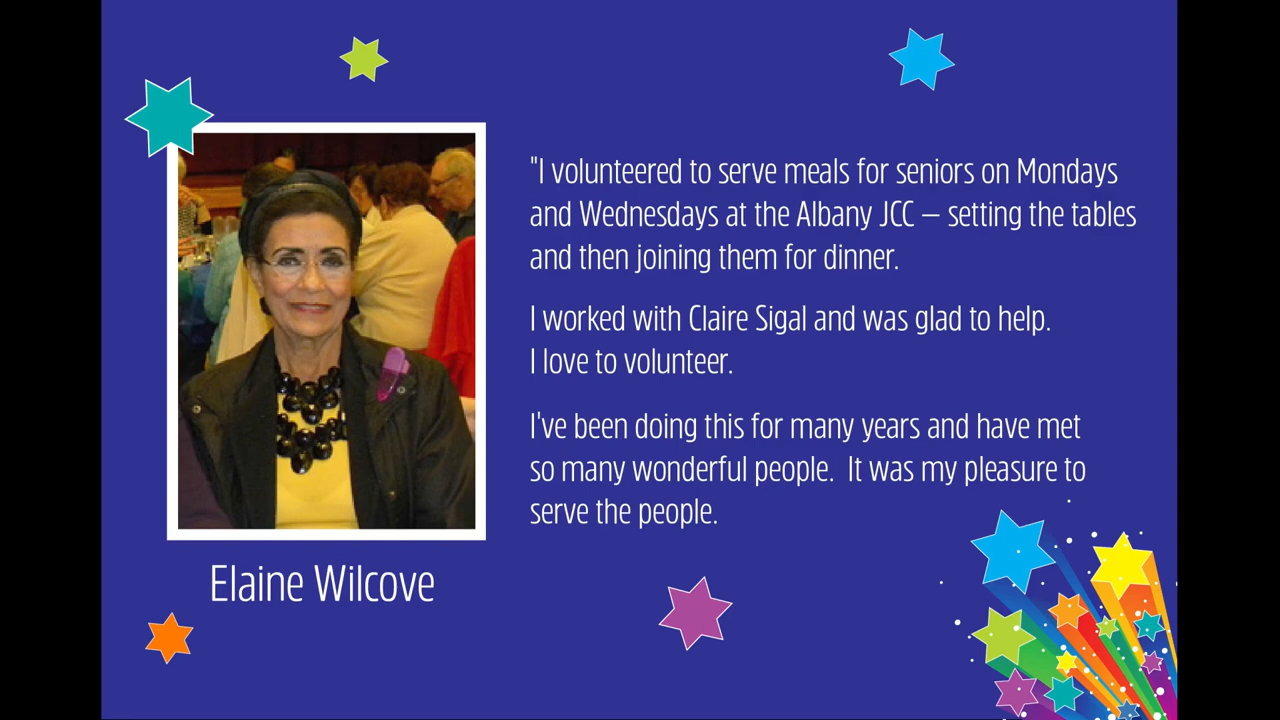 "I volunteered to serve meals for seniors on Mondays
and Wednesdays at the Albany JCC – setting the tables
and then joining them for dinner.
I worked with Claire Sigal and was glad to help.
I love to volunteer.
I've been doing this for many years and have met
so many wonderful people.  It was my pleasure to
serve the people.
Elaine Wilcove